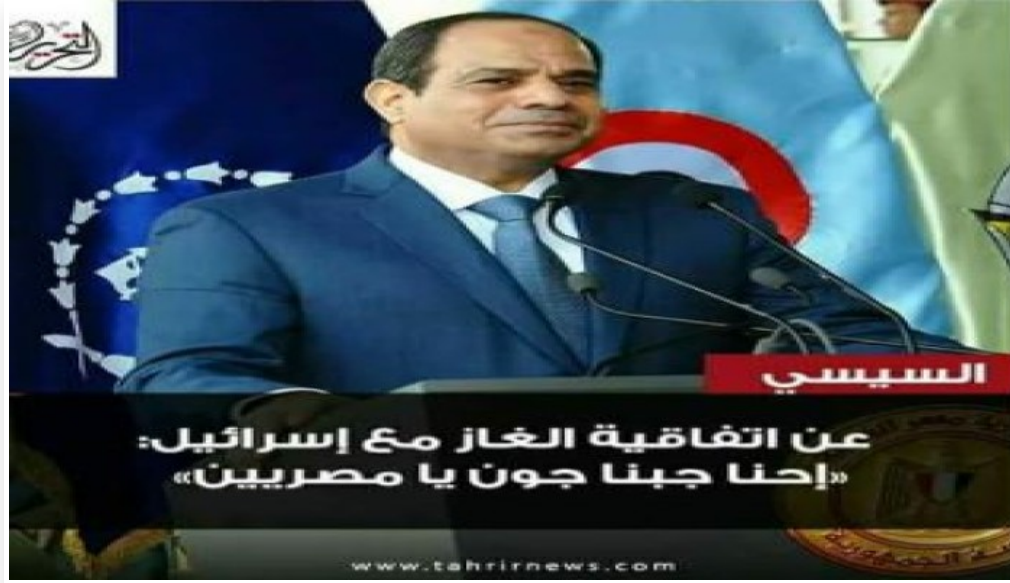 التحرير
السيسي
عن اتفاقية الغاز مع إسرائيل:
«إحنا جبنا جون يا مصريين»
www.tahrirnews.com